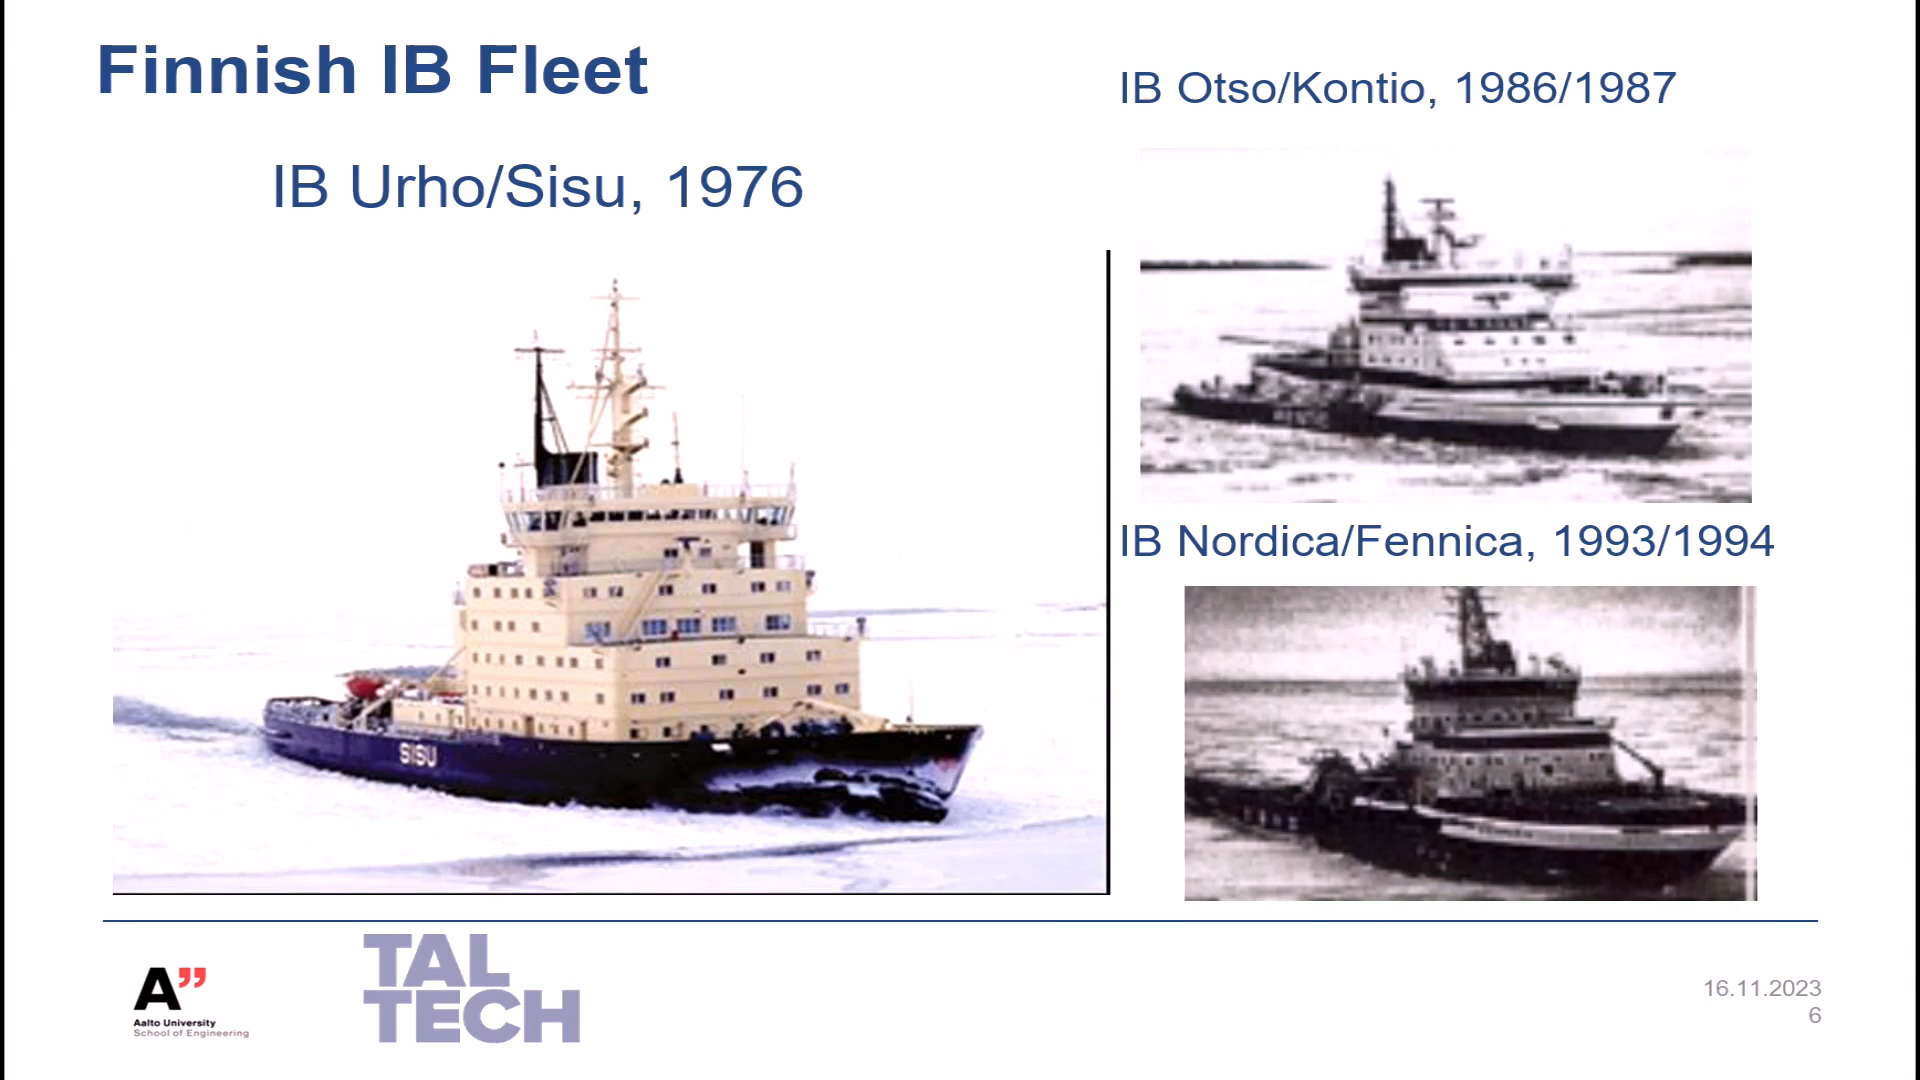 Finnish IB Fleet
IB Urho/Sisu, 1976
SISU
IB Otso/Kontio, 1986/1987
IB Nordica/Fennica, 1993/1994
A”
Aalto University
School of Engineering
TAL
TECH
16.11.2023
6